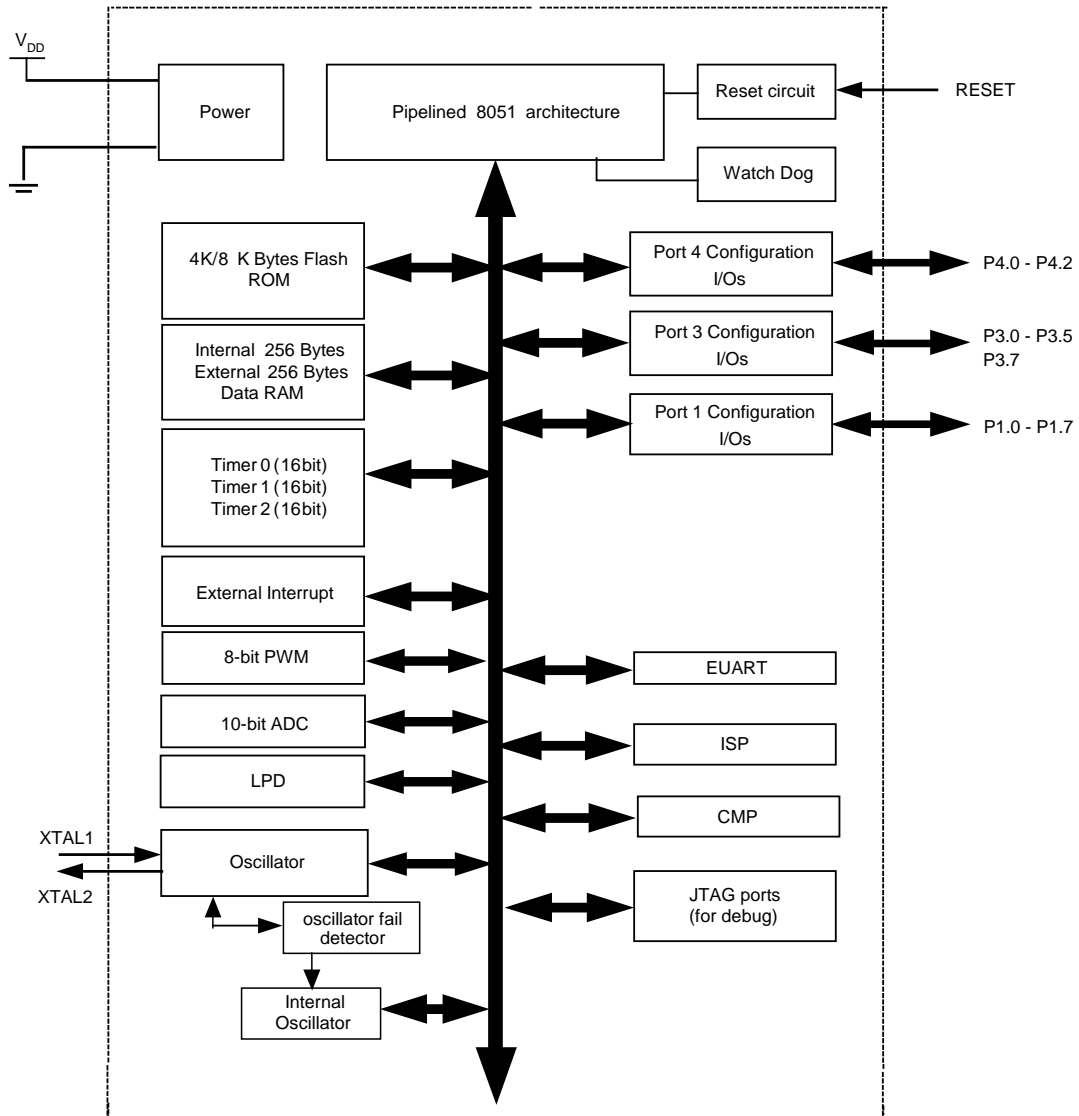 VDD
Power
Pipelined 8051 architecture
Reset circuit
RESET
Watch Dog
4K/8 K Bytes Flash
ROM
Port 4 Configuration
I/Os
P4.0 - P4.2
Internal 256 Bytes
External 256 Bytes
Data RAM
Port 3 Configuration
I/Os
P3.0 - P3.5
P3.7
Port 1 Configuration
I/Os
P1.0 - P1.7
Timer 0 (16bit)
Timer 1 (16bit)
Timer 2 (16bit)
External Interrupt
8-bit PWM
EUART
10-bit ADC
ISP
LPD
CMP
XTAL1
XTAL2
Oscillator
JTAG ports
(for debug)
oscillator fail
detector
Internal
Oscillator